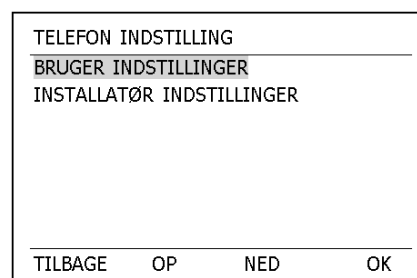 TELEFON INDSTILLING
BRUGER INDSTILLINGER
INSTALLATØR INDSTILLINGER
TILBAGE OP NED OK